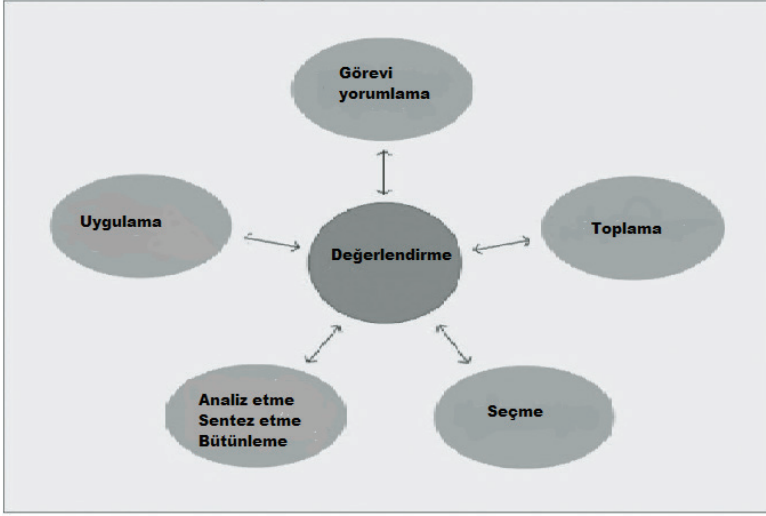 Görevi
yorumlama
Uygulama
Toplama
Değerlendirme
Analiz etme
Sentez etme
Bütünleme
Seçme